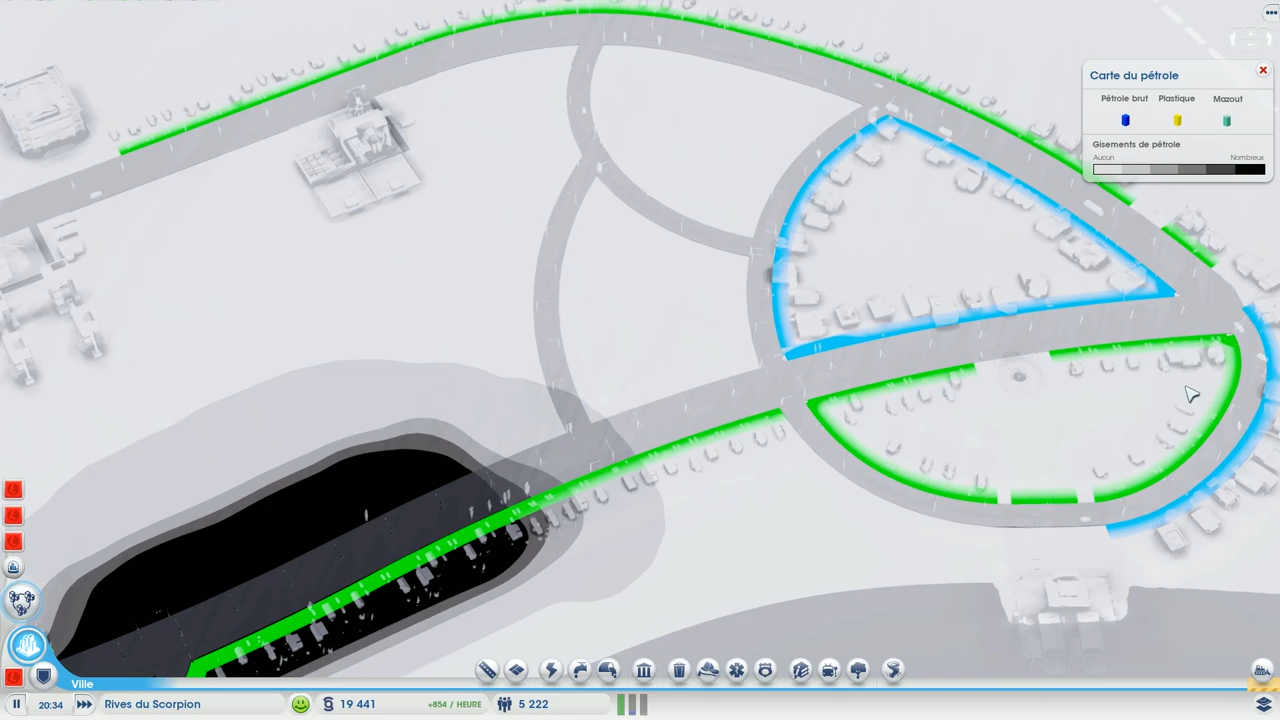 Carte du pétrole
Pétrole brut Plastique Mazout
Gisements de pétrole
Aucun Nombreux
Ville
20:34 Rives du Scorpion 19 441 +854 / HEURE 5 222